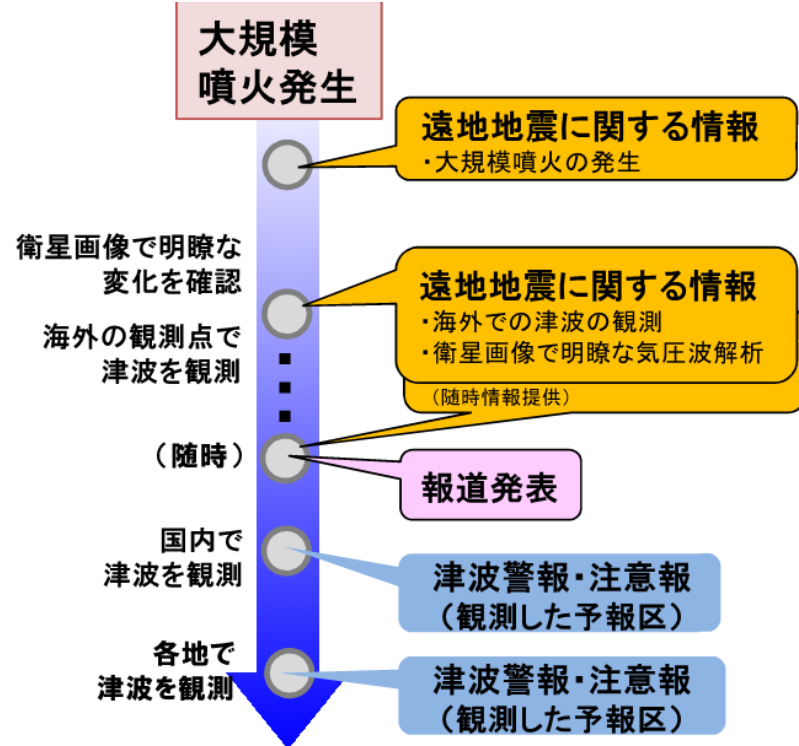 大規模
噴火発生
遠地地震に関する情報
・大規模噴火の発生
衛星画像で明瞭な
変化を確認
海外の観測点で
津波を観測
遠地地震に関する情報
・海外での津波の観測
・衛星画像で明瞭な気圧波解析
（随時情報提供）
（随時）
報道発表
国内で
津波を観測
津波警報・注意報
（観測した予報区）
各地で
津波を観測
津波警報・注意報
（観測した予報区）